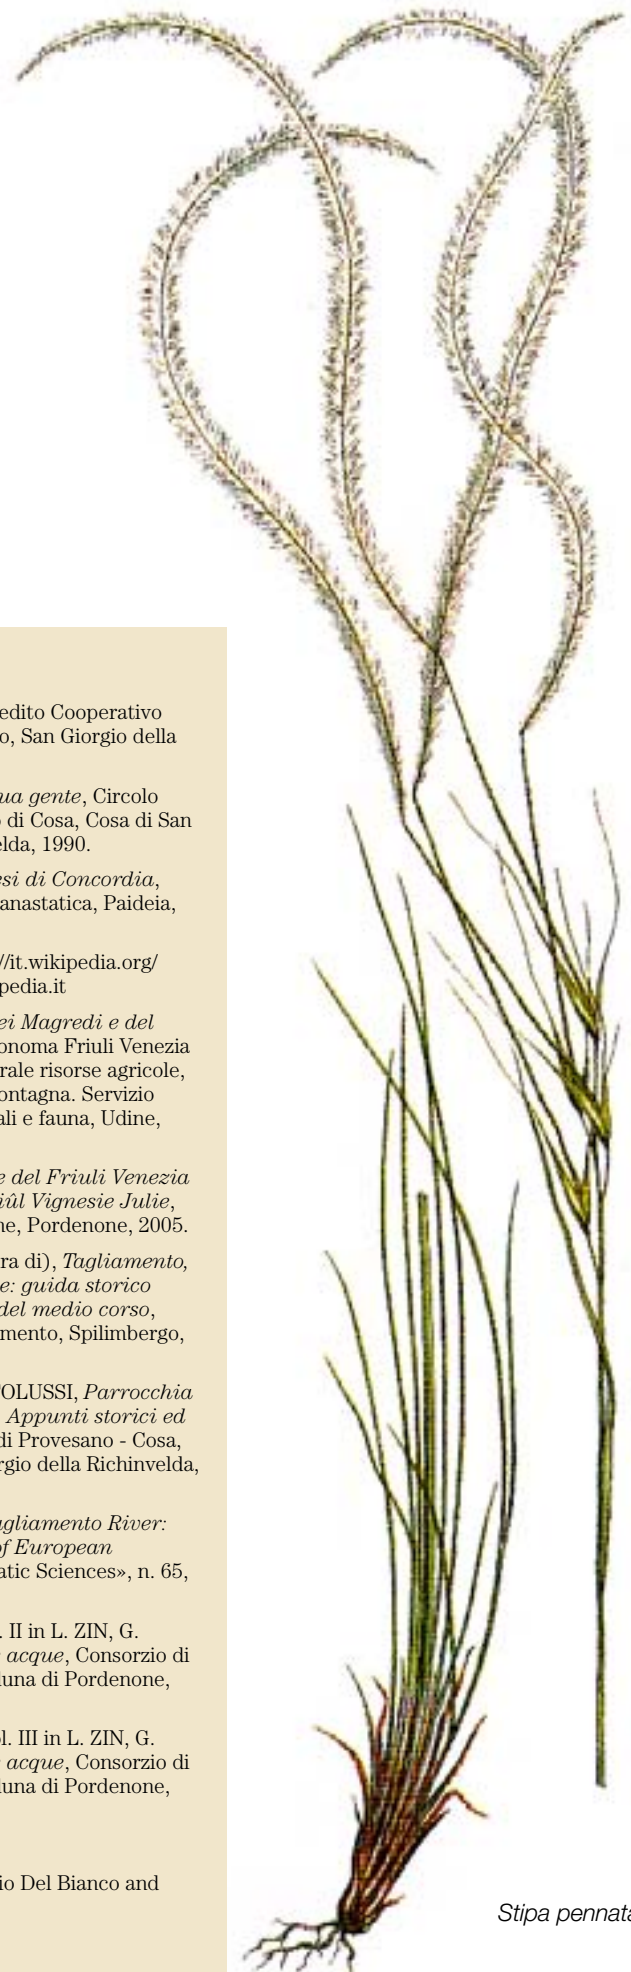 edito Cooperativo
o, San Giorgio della
ua gente, Circolo
di Cosa, Cosa di San
elda, 1990.
esi di Concordia,
anastatica, Paideia,
//it.wikipedia.org/
pedia.it
ei Magredi e del
onoma Friuli Venezia
rale risorse agricole,
ontagna. Servizio
ali e fauna, Udine,
e del Friuli Venezia
iûl Vignesie Julie,
ne, Pordenone, 2005.
ra di), Tagliamento,
e: guida storico
del medio corso,
mento, Spilimbergo,
OLUSSI, Parrocchia
Appunti storici ed
di Provesano - Cosa,
rgio della Richinvelda,
agliamento River:
of European
atic Sciences», n. 65,
. II in L. ZIN, G.
acque, Consorzio di
luna di Pordenone,
l. III in L. ZIN, G.
acque, Consorzio di
luna di Pordenone,
io Del Bianco and
Stipa pennata